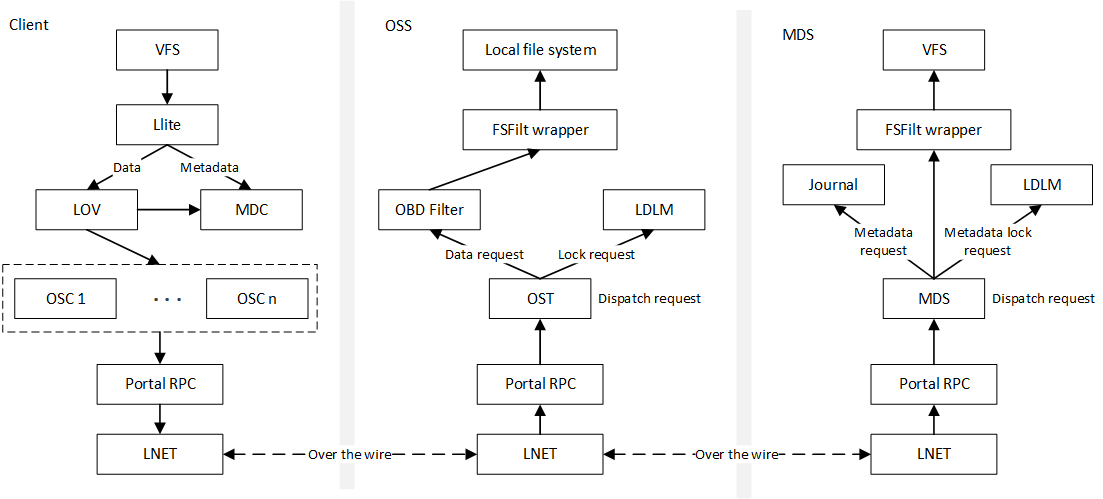 Client
VFS
Llite
Data
Metadata
LOV
MDC
OSC 1
• • •
OSC n
Portal RPC
LNET
Over the wire
OSS
Local file system
FSFilt wrapper
OBD Filter
LDLM
Data request
Lock request
OST
Dispatch request
Portal RPC
LNET
Over the wire
MDS
VFS
FSFilt wrapper
Journal
LDLM
Metadata
request
Metadata lock
request
MDS
Dispatch request
Portal RPC
LNET